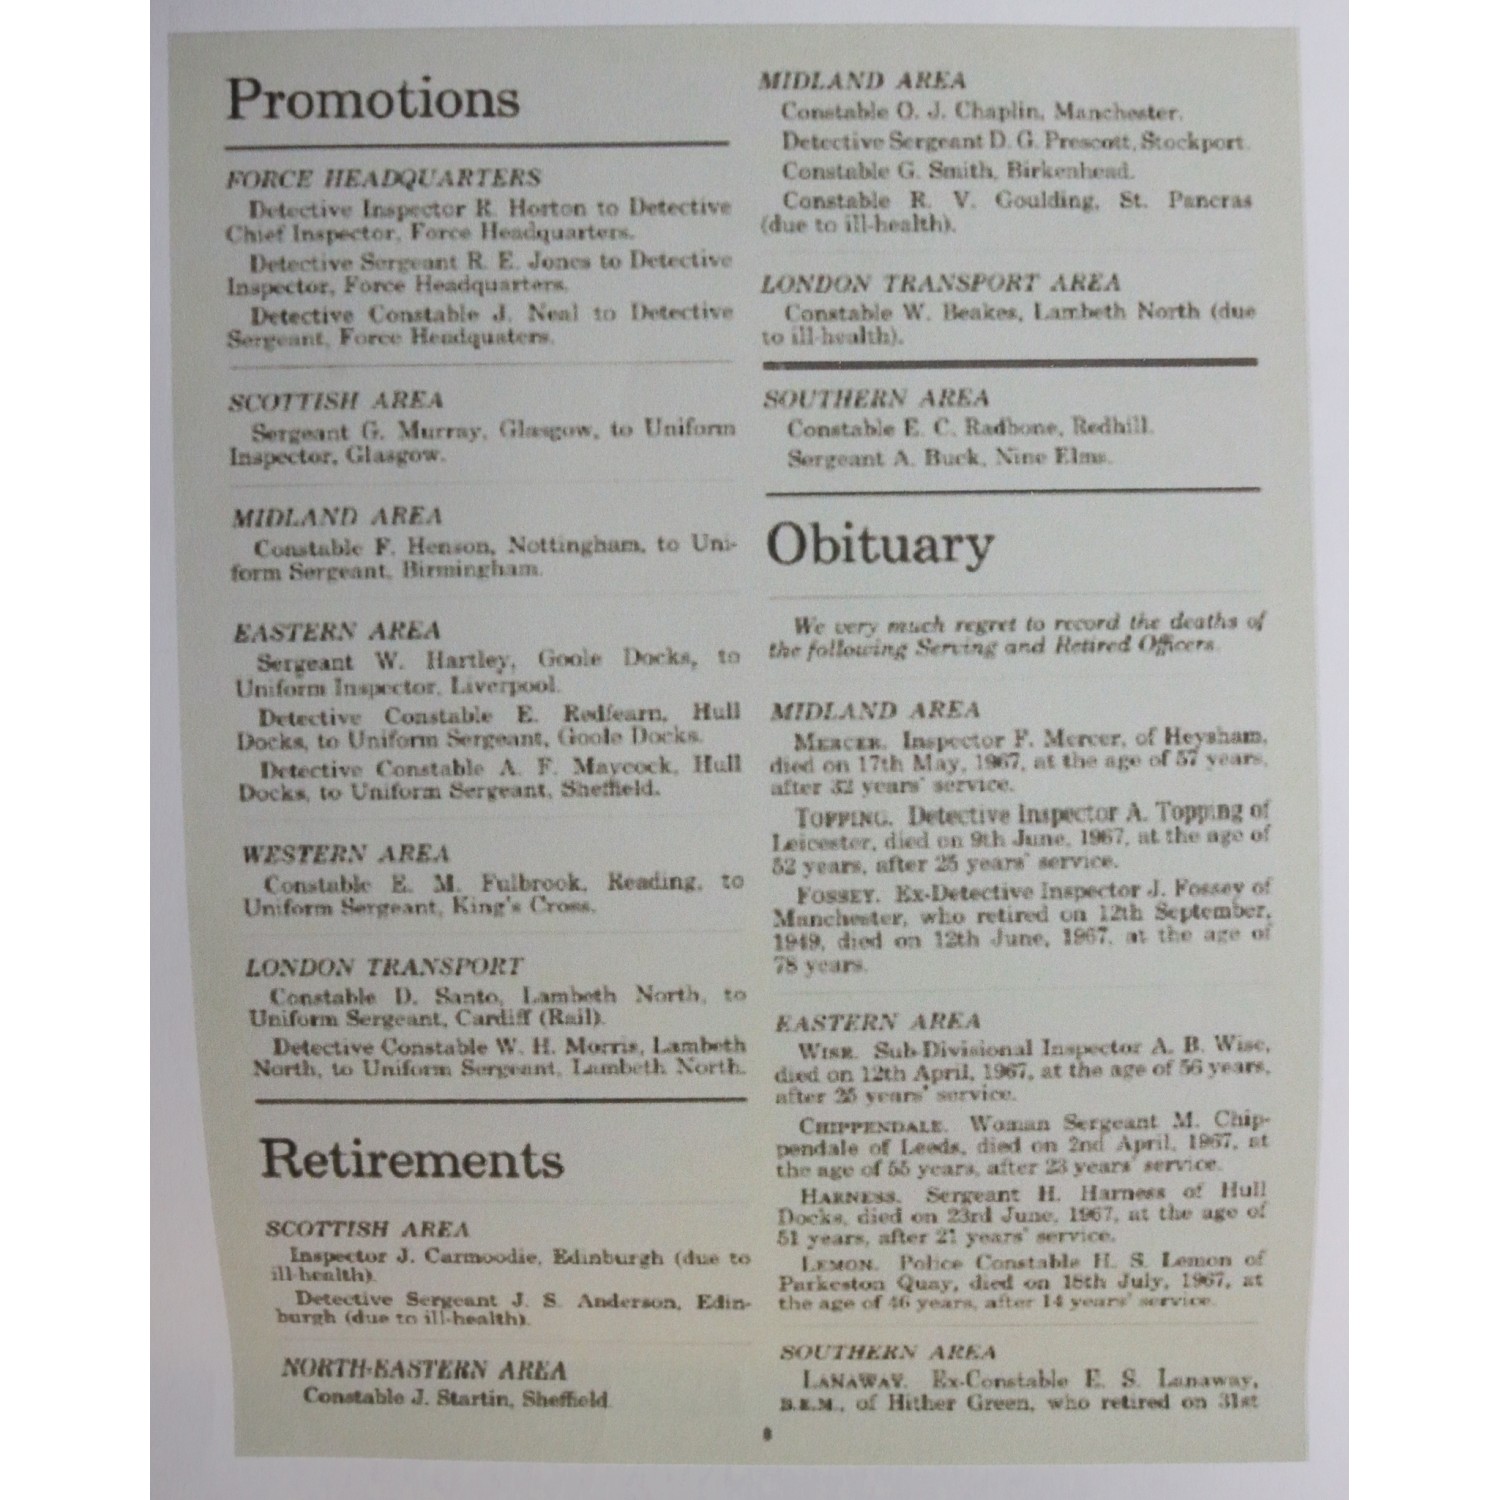 Promotions
FORCE HEADQUARTERS
Detective Inspector R. Horton to Detective
Chief Inspector, Force Headquarters.
Detective Sergeant R. E. Jones to Detective
Inspector, Force Headquarters.
Detective Constable J. Neal to Detective
Sergeant, Force Headquaters.
SCOTTISH AREA
Sergeant G. Murray, Glasgow, to Uniform
Inspector, Glasgow.
MIDLAND AREA
Constable F. Henson, Nottingham, to Uni-
form Sergeant, Birmingham.
EASTERN AREA
Sergeant W. Hartley, Goole Docks, to
Uniform Inspector, Liverpool.
Detective Constable E. Redfearn, Hull
Docks, to Uniform Sergeant, Goole Docks.
Detective Constable A. F. Maycock, Hull
Docks, to Uniform Sergeant, Sheffield.
WESTERN AREA
Constable E. M. Fulbrook, Reading, to
Uniform Sergeant, King's Cross.
LONDON TRANSPORT
Constable D. Santo, Lambeth North, to
Uniform Sergeant, Cardiff (Rail).
Detective Constable W. H. Morris, Lambeth
North, to Uniform Sergeant, Lambeth North.
Retirements
SCOTTISH AREA
Inspector J. Carmoodie, Edinburgh (due to
ill-health).
Detective Sergeant J. S. Anderson, Edin-
burgh (due to ill-health).
NORTH-EASTERN AREA
Constable J. Startin, Sheffield.
MIDLAND AREA
Constable O. J. Chaplin, Manchester.
Detective Sergeant D. G. Prescott, Stockport.
Constable G. Smith, Birkenhead.
Constable R. V. Goulding, St. Pancras
(due to ill-health).
LONDON TRANSPORT AREA
Constable W. Beakes, Lambeth North (due
to ill-health).
SOUTHERN AREA
Constable E. C. Radbone, Redhill.
Sergeant A. Buck, Nine Elms.
Obituary
We very much regret to record the deaths of
the following Serving and Retired Officers.
MIDLAND AREA
MERCER. Inspector F. Mercer, of Heysham,
died on 17th May, 1967, at the age of 57 years,
after 32 years' service.
TOPPING. Detective Inspector A. Topping of
Leicester, died on 9th June, 1967, at the age of
52 years, after 25 years' service.
FOSSEY. Ex-Detective Inspector J. Fossey of
Manchester, who retired on 12th September,
1949, died on 12th June, 1967, at the age of
78 years.
EASTERN AREA
WISE. Sub-Divisional Inspector A. B. Wise,
died on 12th April, 1967, at the age of 56 years,
after 35 years' service.
CHIPPENDALE. Woman Sergeant M. Chip-
pendale of Leeds, died on 2nd April, 1967, at
the age of 55 years, after 23 years' service.
HARNESS. Sergeant H. Harness of Hull
Docks, died on 23rd June, 1967, at the age of
51 years, after 21 years' service.
LEMON. Police Constable H. S. Lemon of
Parkeston Quay, died on 18th July, 1967, at
the age of 46 years, after 14 years' service.
SOUTHERN AREA
LANAWAY. Ex-Constable E. S. Lanaway,
B.E.M., of Hither Green, who retired on 31st
8